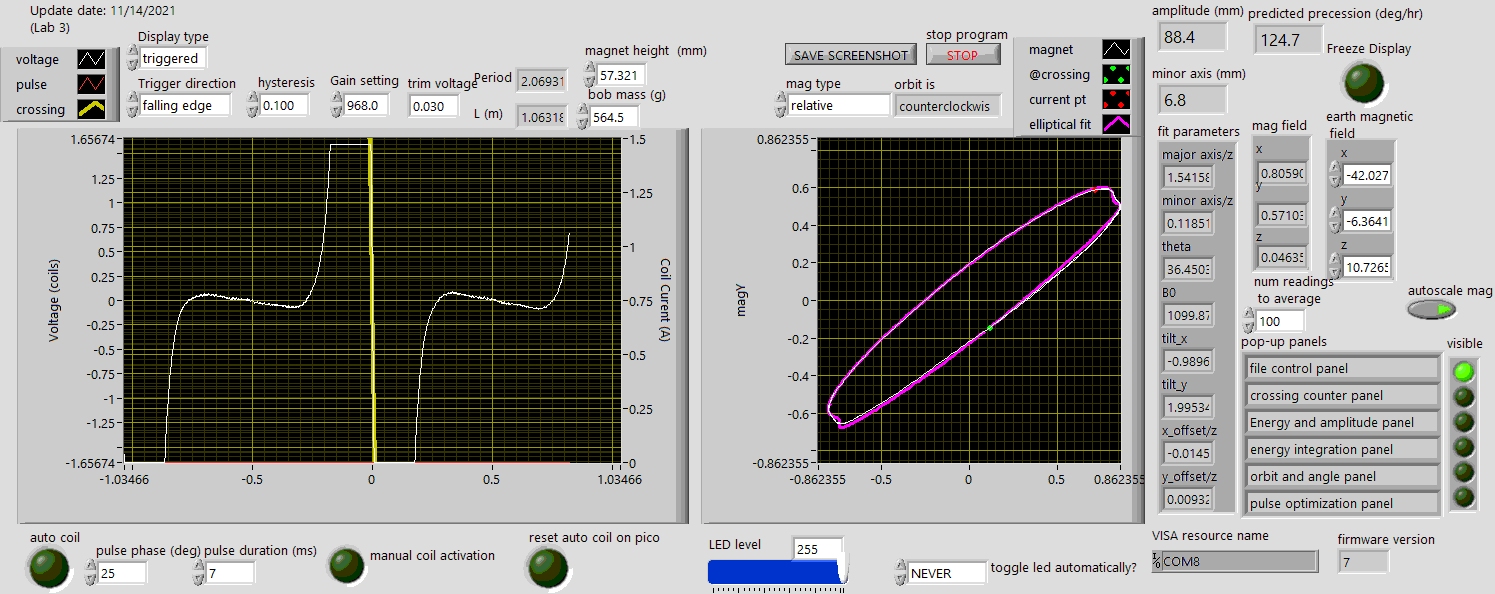 Update date: 11/14/2021
(Lab 3)
voltage
pulse
crossing
Display type
triggered
Trigger direction
falling edge
hysteresis
0.100
Gain setting
968.0
trim voltage
0.030
Period
2.06931
L (m)
1.06318
magnet height (mm)
57.321
bob mass (g)
564.5
SAVE SCREENSHOT
stop program
STOP
mag type
relative
orbit is
counterclockwis
magnet
@crossing
current pt
elliptical fit
amplitude (mm)
88.4
predicted precession (deg/hr)
124.7
minor axis (mm)
6.8
Freeze Display
Voltage (coils)
1.65674
1.25
1
0.75
0.5
0.25
0
-0.25
-0.5
-0.75
-1
-1.25
-1.65674
-1.03466
-0.5
0
0.5
1.03466
1.5
1.25
1
0.75
0.5
0.25
0
Coil Current (A)
magy
0.862355
0.6
0.4
0.2
0
-0.2
-0.4
-0.6
-0.862355
-0.862355
-0.5
0
0.5
0.862355
fit parameters
major axis/z
1.54158
minor axis/z
0.11851
theta
36.4503
B0
1099.87
tilt_x
-0.9896
tilt_y
1.99534
x_offset/z
-0.0145
y_offset/z
0.00932
mag field
x
0.80590
y
0.57103
z
0.04635
earth magnetic
field
x
-42.027
y
-6.3641
z
10.7265
num readings
to average
100
autoscale mag
pop-up panels
visible
file control panel
crossing counter panel
Energy and amplitude panel
energy integration panel
orbit and angle panel
pulse optimization panel
auto coil
pulse phase (deg)
25
pulse duration (ms)
7
manual coil activation
reset auto coil on pico
LED level
255
NEVER
toggle led automatically?
VISA resource name
COM8
firmware version
7